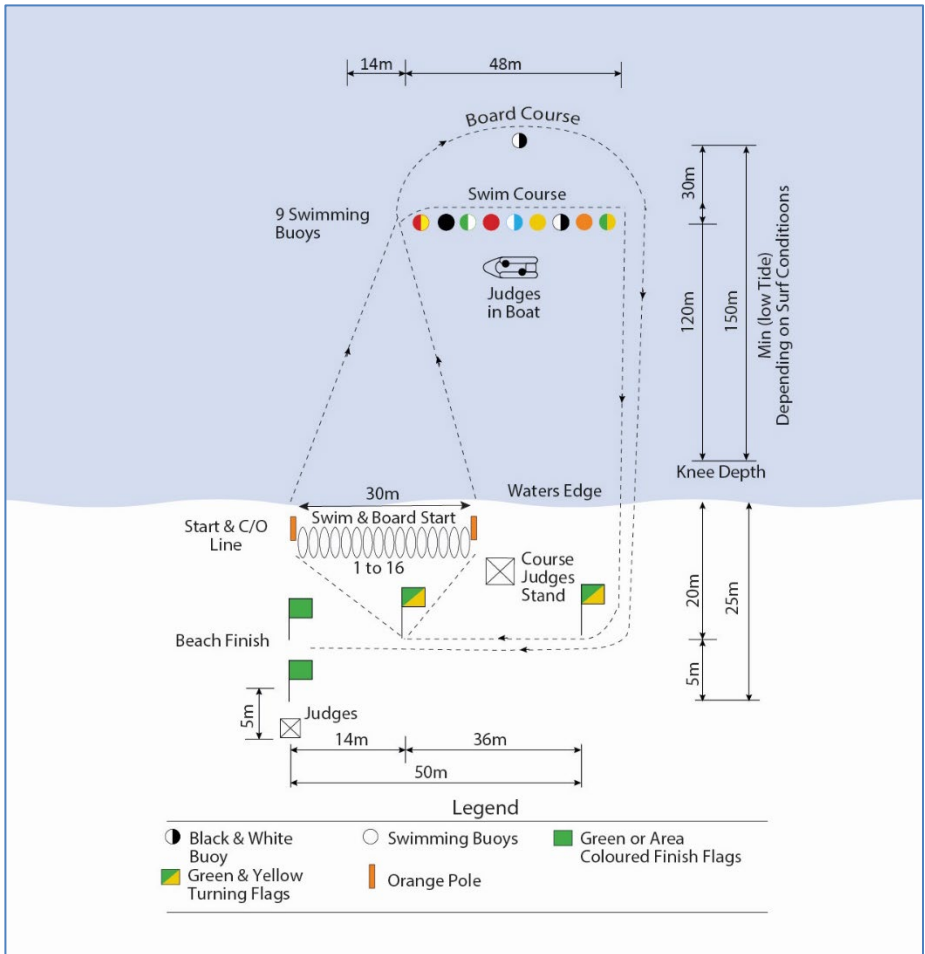 14m
48m
Board Course
30m
Swim Course
9 Swimming
Buoys
Judges
in Boat
120m
150m
Min (low Tide)
Depending on Surf Conditioons
Knee Depth
Waters Edge
30m
Start & C/O
Line
Swim & Board Start
1 to 16
Course
Judges
Stand
20m
25m
Beach Finish
5m
5m
Judges
14m
36m
50m
Legend
Black & White
Buoy
Swimming Buoys
Green or Area
Coloured Finish Flags
Green & Yellow
Turning Flags
Orange Pole